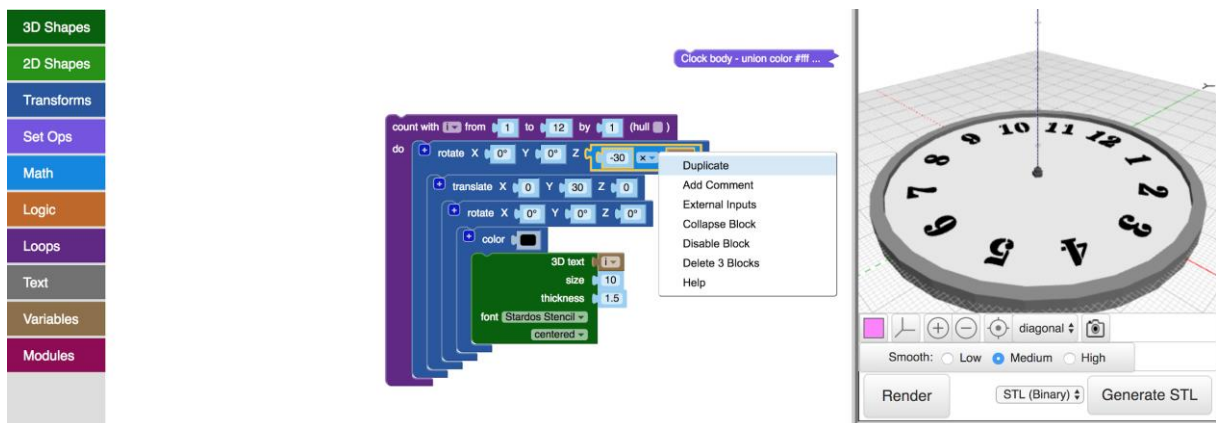 3D Shapes
2D Shapes
Transforms
Set Ops
Math
Logic
Loops
Text
Variables
Modules
Clock body - union color #fff ...
count with i from 1 to 12 by 1 (hull )
do rotate X 0° Y 0° Z -30 ×
translate X 0 Y 30 Z 0
rotate X 0° Y 0° Z 0°
color
3D text i
size 10
thickness 1.5
font Stardos Stencil
centered
Duplicate
Add Comment
External Inputs
Collapse Block
Disable Block
Delete 3 Blocks
Help
10 11 12 1
9 2
8 3
7 4
6 5
Y
diagonal
Smooth: Low Medium High
Render STL (Binary) Generate STL